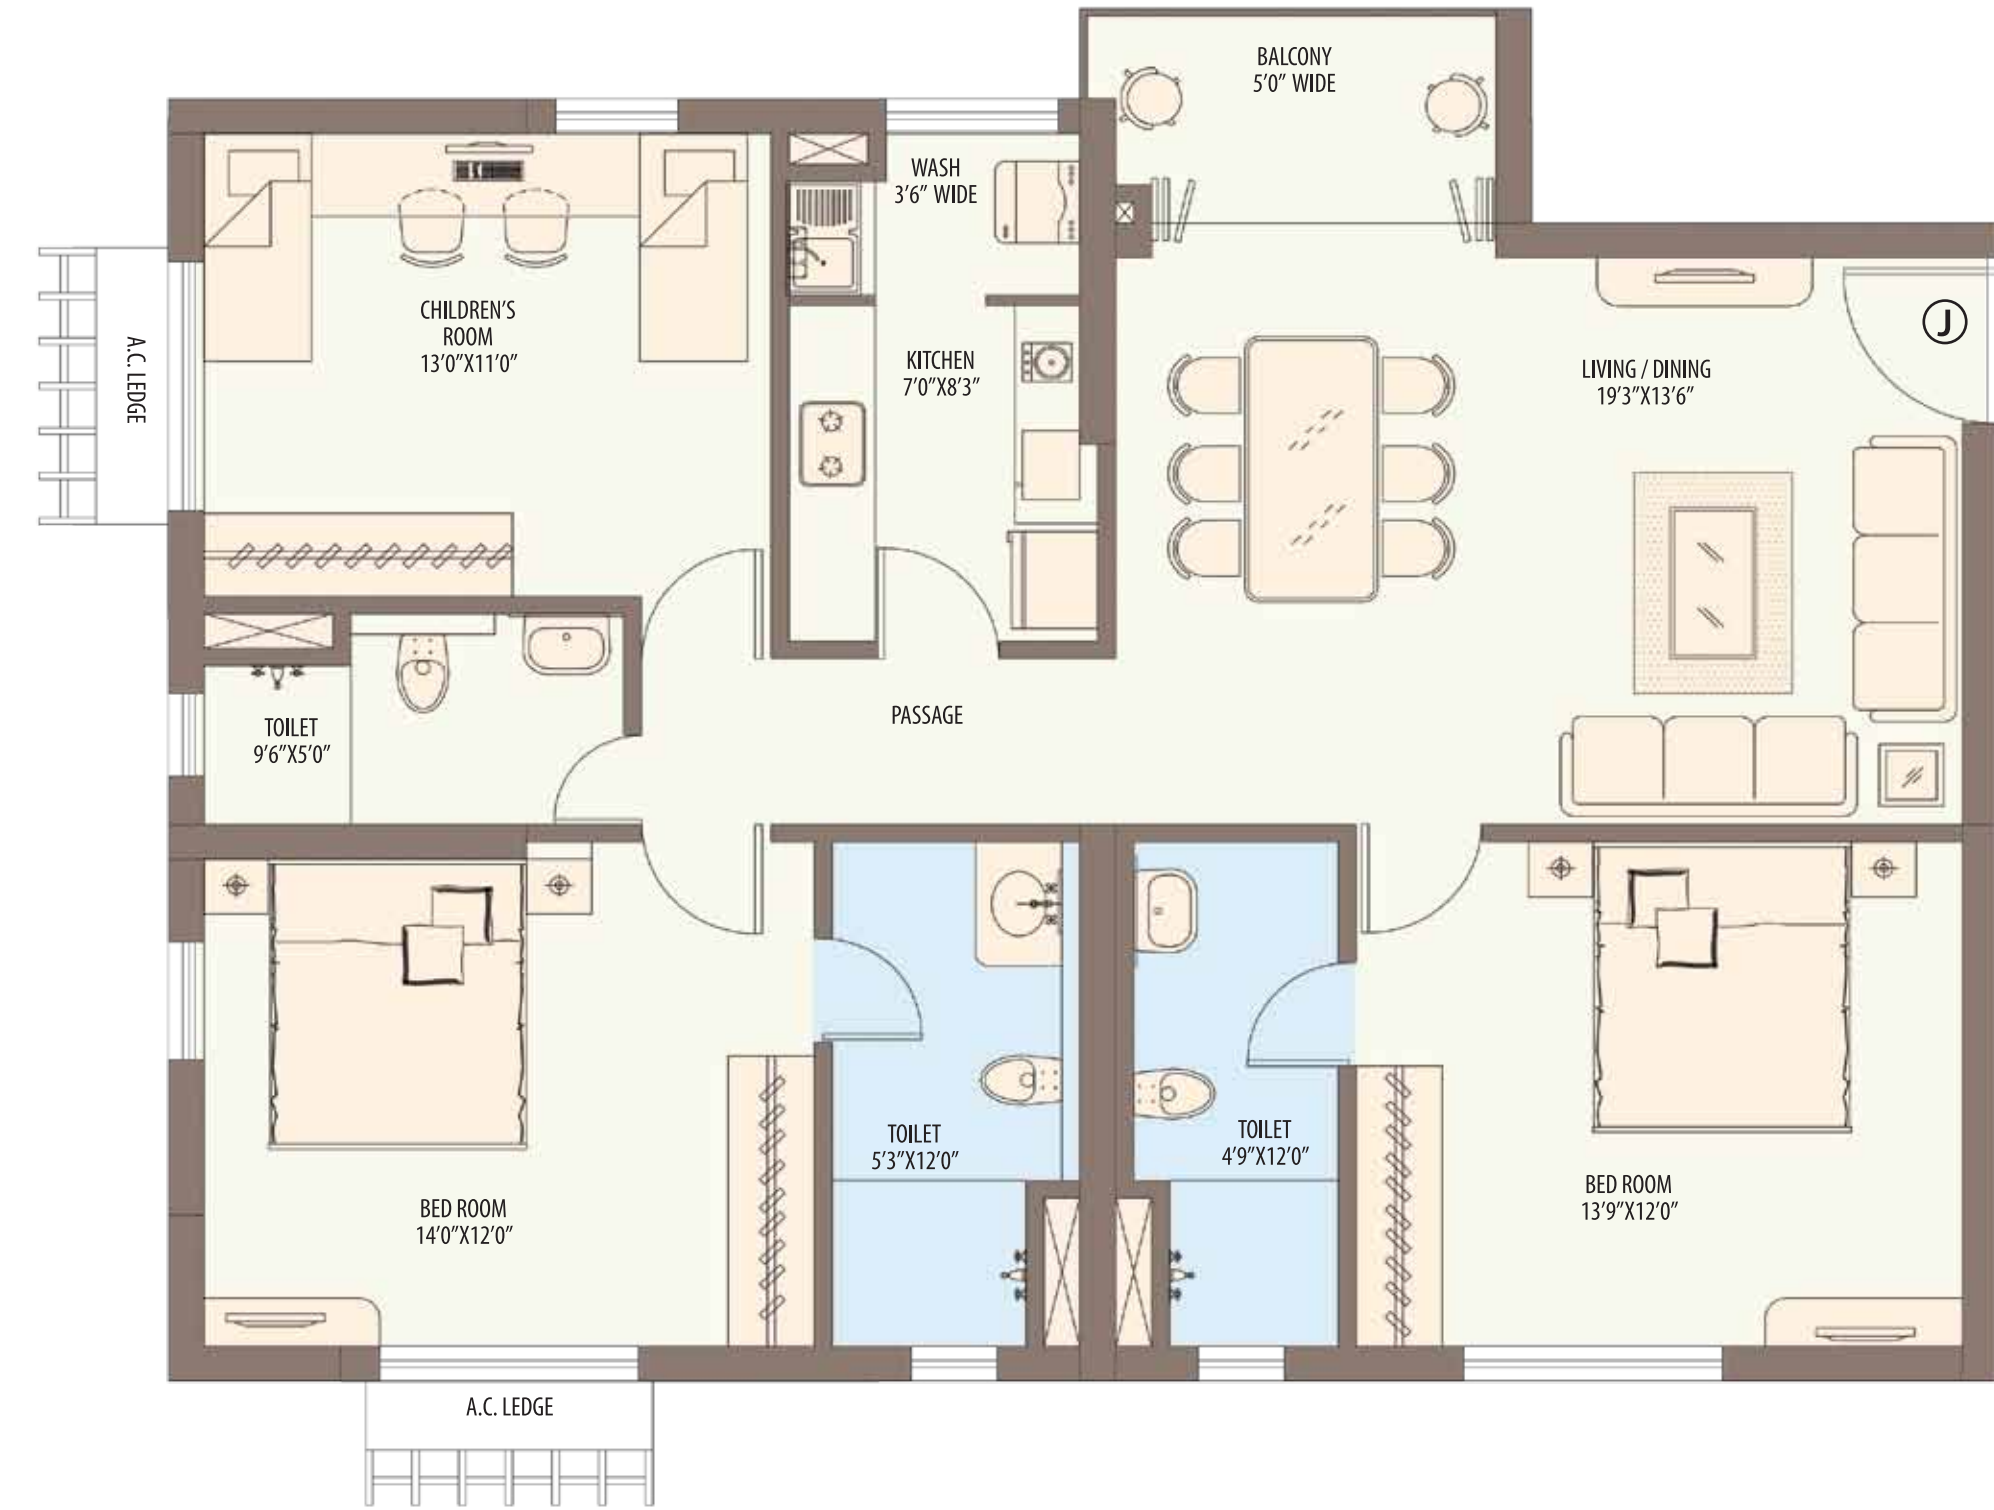 BALCONY
5'0" WIDE
WASH
3'6" WIDE
CHILDREN'S
ROOM
13'0"X11'0"
A.C. LEDGE
KITCHEN
7'0"X8'3"
LIVING / DINING
19'3"X13'6"
J
TOILET
9'6"X5'0"
PASSAGE
TOILET
5'3"X12'0"
TOILET
4'9"X12'0"
BED ROOM
14'0"X12'0"
BED ROOM
13'9"X12'0"
A.C. LEDGE